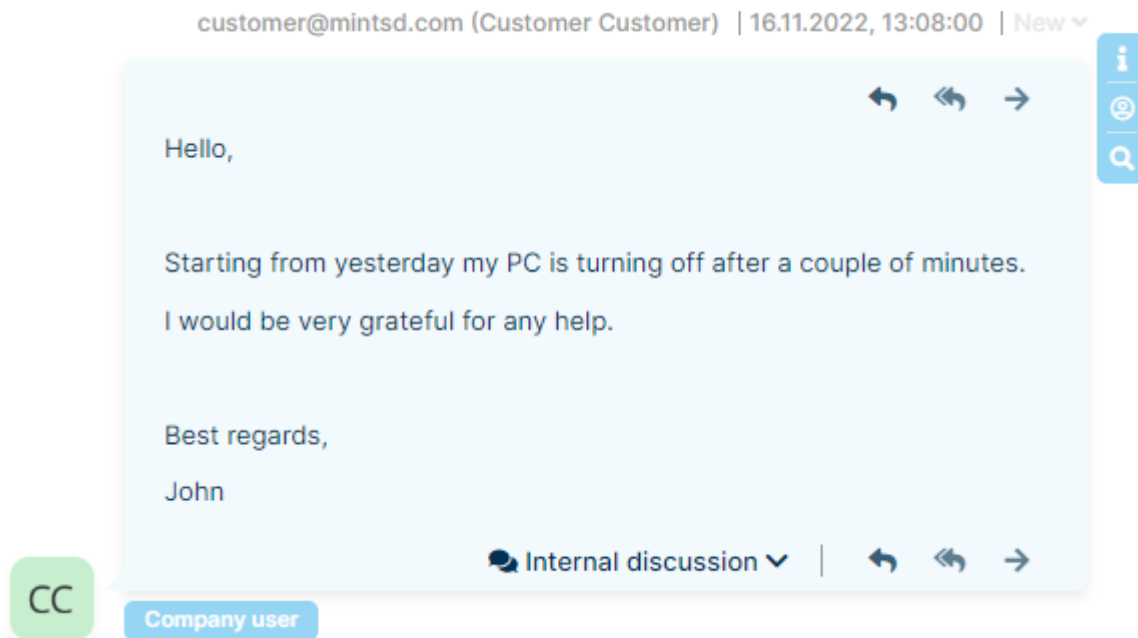 customer@mintsd.com (Customer Customer) | 16.11.2022, 13:08:00 | New
Hello,
Starting from yesterday my PC is turning off after a couple of minutes.
I would be very grateful for any help.
Best regards,
John
Internal discussion
CC
Company user